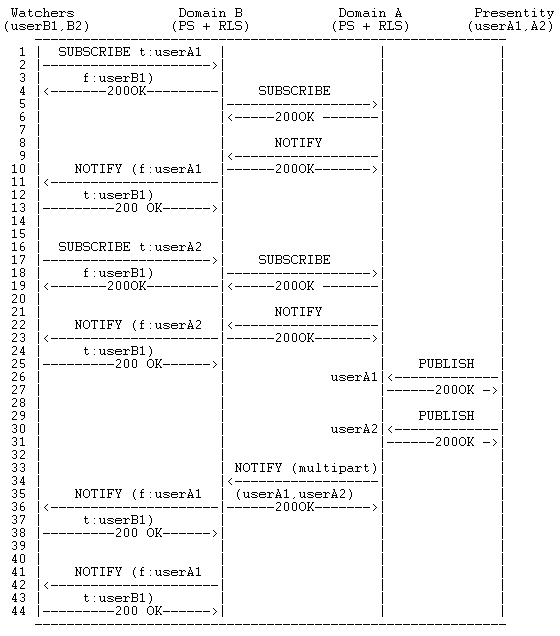 Watchers             Domain B            Domain A         Presentity
(userB1,B2)          (PS + RLS)          (PS + RLS)       (userA1,A2)
    ------------------------------------------------------------
  1 |  SUBSCRIBE t:userA1   |                   |               |
  2 |---------------------->|                   |               |
  3 |     f:userB1)         |                   |               |
  4 |<--------200OK---------|    SUBSCRIBE      |               |
  5 |                       |------------------>|               |
  6 |                       |<-----200OK -------|               |
  7 |                       |                   |               |
  8 |                       |      NOTIFY       |               |
  9 |                       |<------------------|               |
 10 |    NOTIFY (f:userA1   |-------200OK------>|               |
 11 |<----------------------|                   |               |
 12 |     t:userB1)         |                   |               |
 13 |---------200 OK------->|                   |               |
 14 |                       |                   |               |
 15 |                       |                   |               |
 16 |  SUBSCRIBE t:userA2   |                   |               |
 17 |---------------------->|    SUBSCRIBE      |               |
 18 |     f:userB1)         |------------------>|               |
 19 |<--------200OK---------|<-----200OK -------|               |
 20 |                       |                   |               |
 21 |                       |      NOTIFY       |               |
 22 |    NOTIFY (f:userA2   |<------------------|               |
 23 |<----------------------|-------200OK------>|               |
 24 |     t:userB1)         |                   |               |
 25 |---------200 OK------->|                   |    PUBLISH    |
 26 |                       |             userA1|<--------------|
 27 |                       |                   |------200OK -->|
 28 |                       |                   |               |
 29 |                       |                   |    PUBLISH    |
 30 |                       |             userA2|<--------------|
 31 |                       |                   |------200OK -->|
 32 |                       |                   |               |
 33 |                       |NOTIFY (multipart) |               |
 34 |                       |<------------------|               |
 35 |    NOTIFY (f:userA1   | (userA1,userA2)   |               |
 36 |<----------------------|-------200OK------>|               |
 37 |     t:userB1)         |                   |               |
 38 |---------200 OK------->|                   |               |
 39 |                       |                   |               |
 40 |                       |                   |               |
 41 |    NOTIFY (f:userA1   |                   |               |
 42 |<----------------------|                   |               |
 43 |     t:userB1)         |                   |               |
 44 |---------200 OK------->|                   |               |
    ------------------------------------------------------------